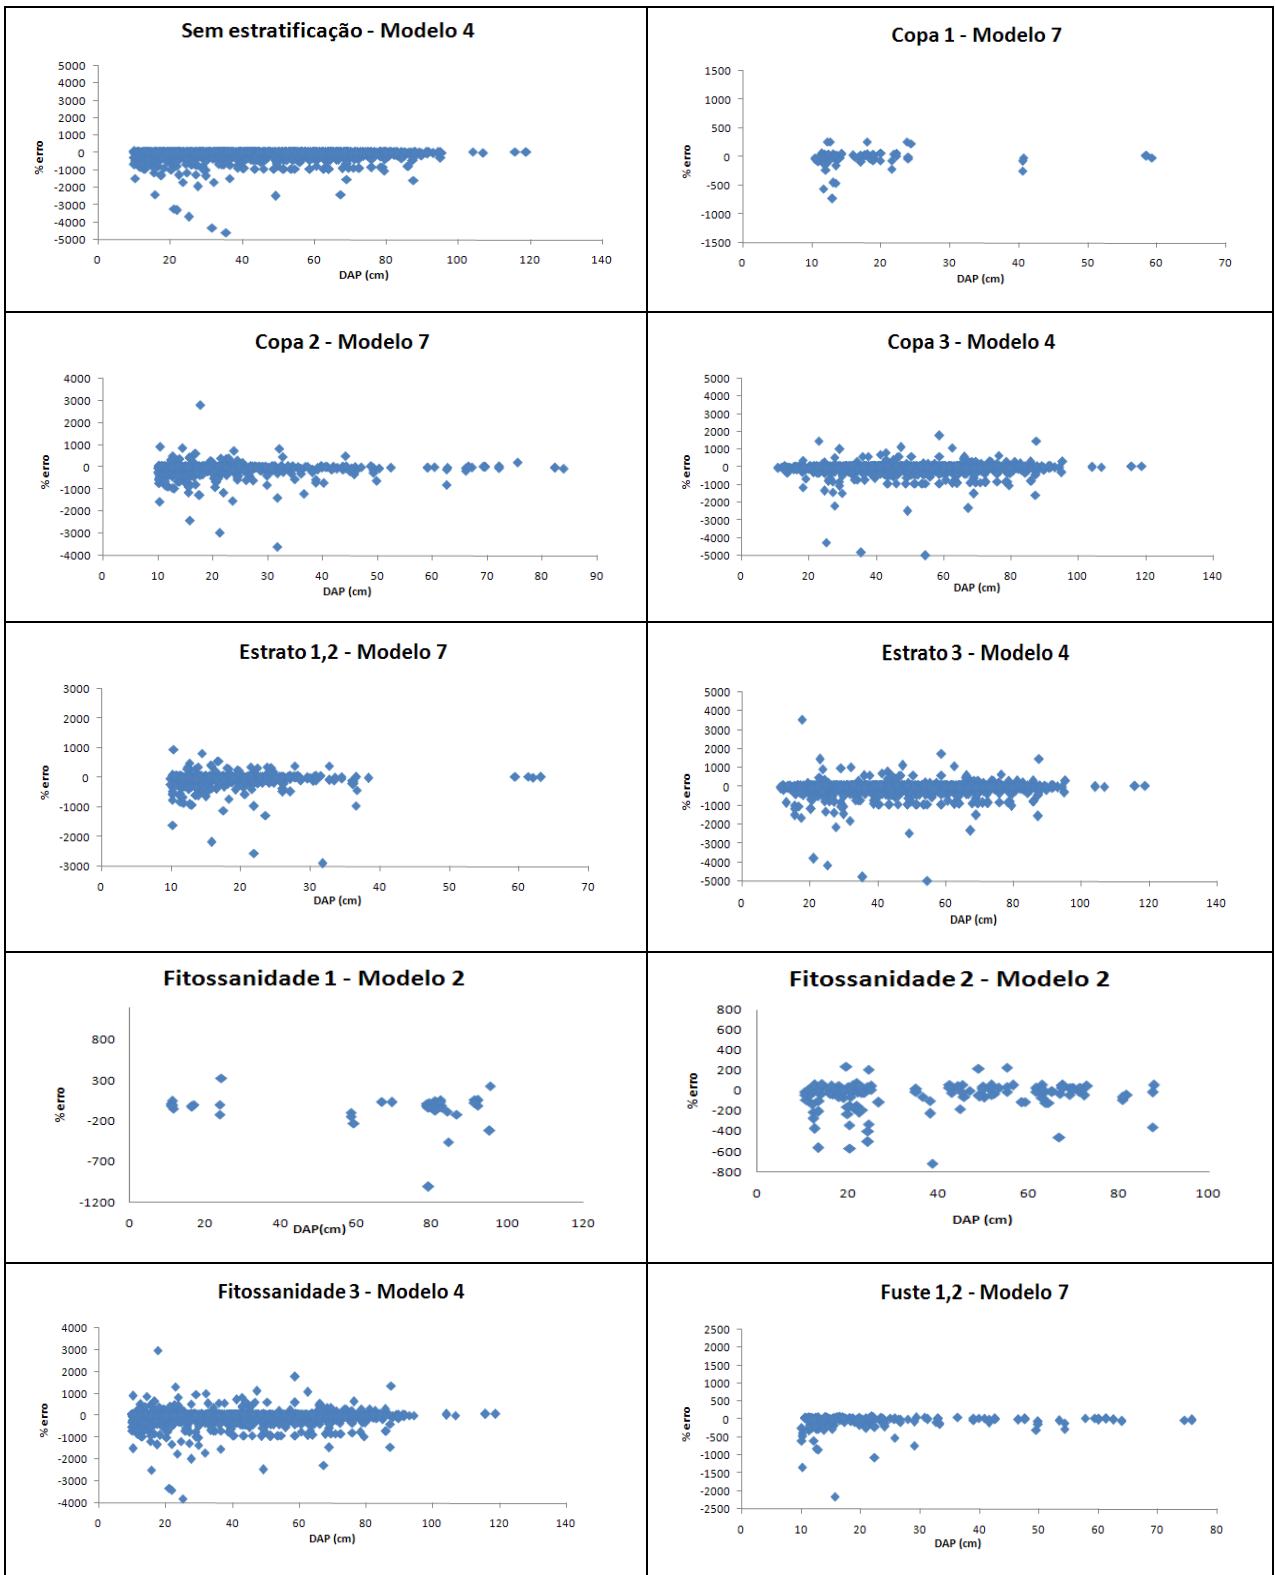 Sem estratificação - Modelo 4
5000
4000
3000
2000
1000
0
-1000
-2000
-3000
-4000
-5000
% erro
0 20 40 60 80 100 120 140
DAP (cm)
Copa 1 - Modelo 7
1500
1000
500
0
-500
-1000
-1500
% erro
0 10 20 30 40 50 60 70
DAP (cm)
Copa 2 - Modelo 7
4000
3000
2000
1000
0
-1000
-2000
-3000
-4000
% erro
0 10 20 30 40 50 60 70 80 90
DAP (cm)
Copa 3 - Modelo 4
5000
4000
3000
2000
1000
0
-1000
-2000
-3000
-4000
-5000
% erro
0 20 40 60 80 100 120 140
DAP (cm)
Estrato 1,2 - Modelo 7
3000
2000
1000
0
-1000
-2000
-3000
% erro
0 10 20 30 40 50 60 70
DAP (cm)
Estrato 3 - Modelo 4
5000
4000
3000
2000
1000
0
-1000
-2000
-3000
-4000
-5000
% erro
0 20 40 60 80 100 120 140
DAP (cm)
Fitossanidade 1 - Modelo 2
800
300
-200
-700
-1200
% erro
0 20 40 60 80 100 120
DAP(cm)
Fitossanidade 2 - Modelo 2
800
600
400
200
0
-200
-400
-600
-800
% erro
0 20 40 60 80 100
DAP (cm)
Fitossanidade 3 - Modelo 4
4000
3000
2000
1000
0
-1000
-2000
-3000
-4000
% erro
0 20 40 60 80 100 120 140
DAP (cm)
Fuste 1,2 - Modelo 7
2500
2000
1500
1000
500
0
-500
-1000
-1500
-2000
-2500
% erro
0 10 20 30 40 50 60 70 80
DAP (cm)